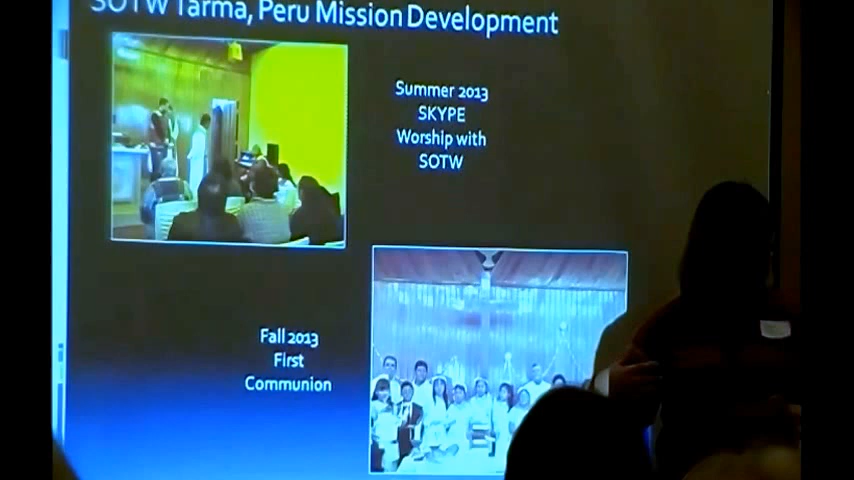 SOTW Tarma, Peru Mission Development
Summer 2013
SKYPE
Worship with
SOTW
Fall 2013
First
Communion